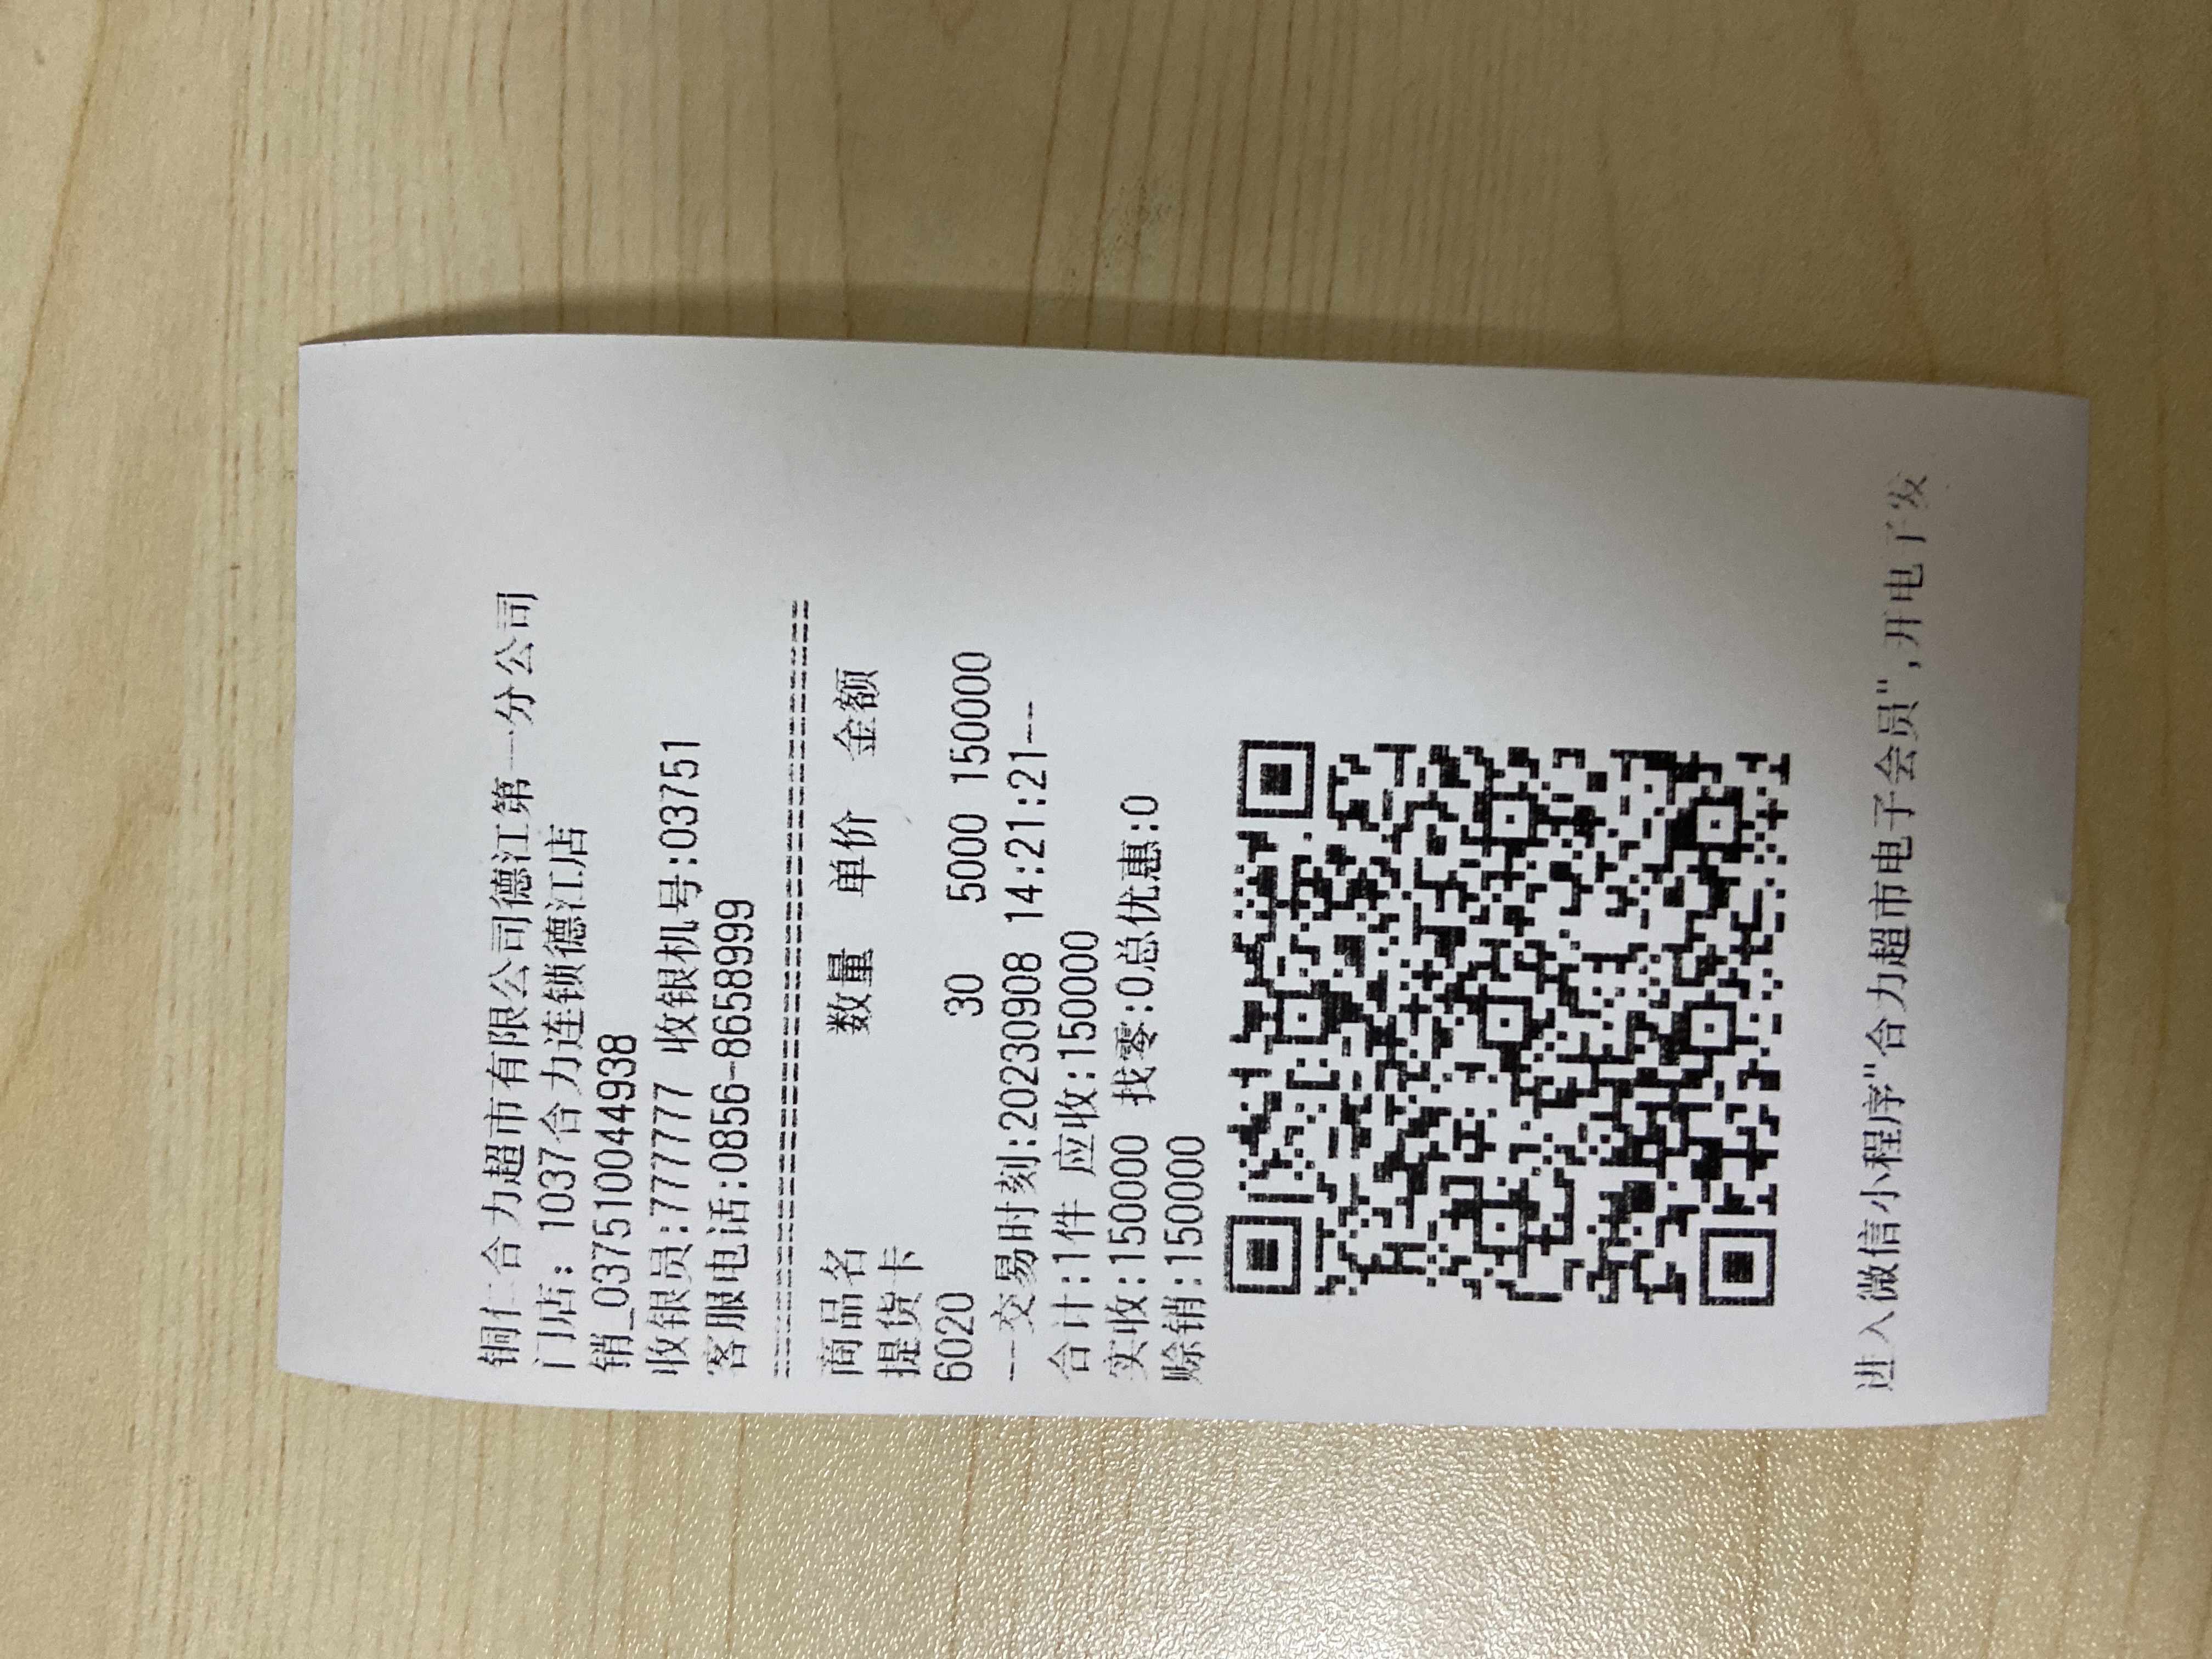 铜仁合力超市有限公司德江第一分公司
门店: 1037合力连锁德江店
销_037510044938
收银员:777777 收银机号:03751
客服电话:0856-8658999
========================================
商品名 数量 单价 金额
提货卡
6020 30 5000 150000
--交易时刻:20230908 14:21:21---
合计:1件 应收:150000
实收:150000 找零:0总优惠:0
赊销:150000
进入微信小程序"合力超市电子会员",开电子发